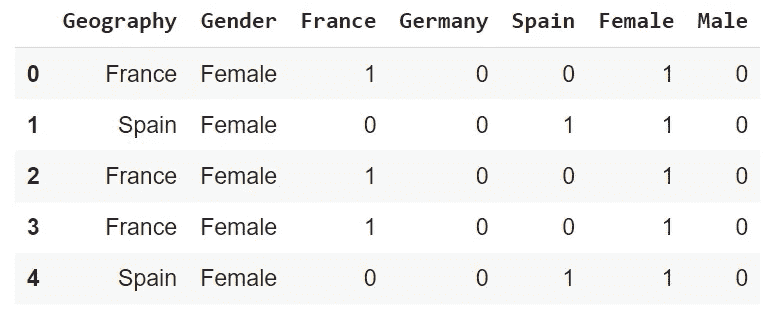 Geography Gender France Germany Spain Female Male
0 France Female 1 0 0 1 0
1 Spain Female 0 0 1 1 0
2 France Female 1 0 0 1 0
3 France Female 1 0 0 1 0
4 Spain Female 0 0 1 1 0